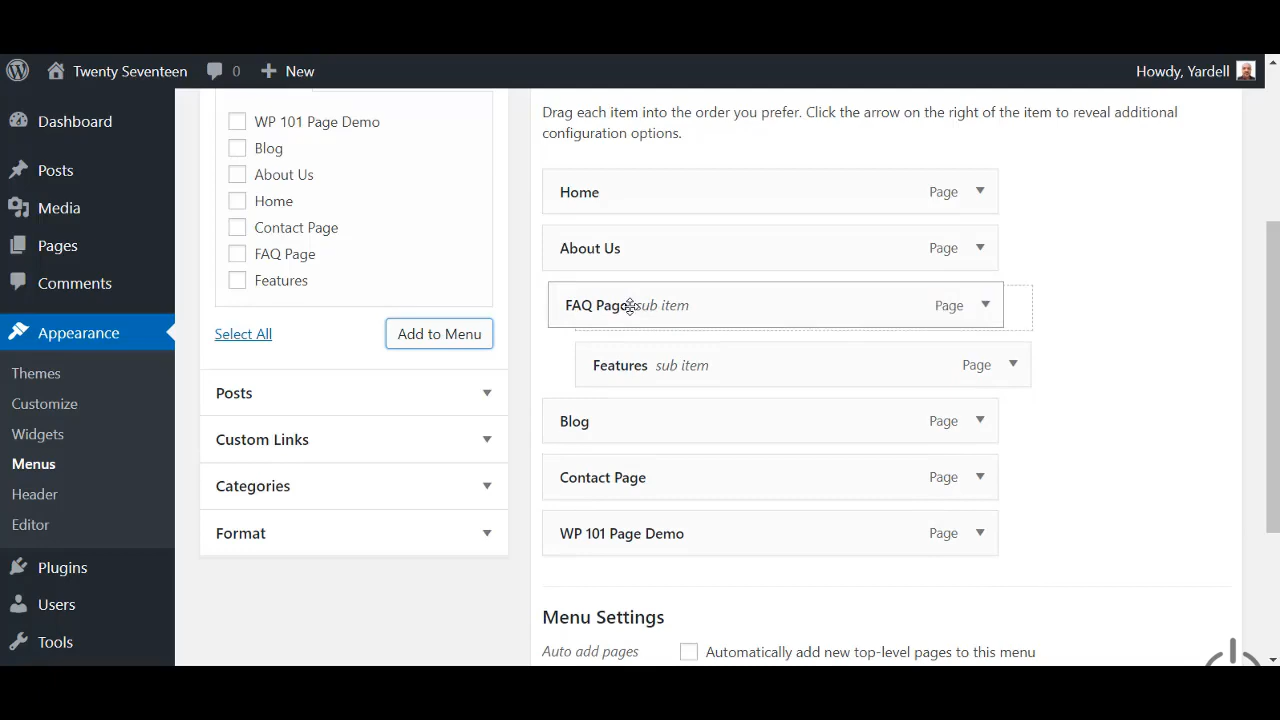 Twenty Seventeen 0 New Howdy, Yardell
Dashboard
Posts
Media
Pages
Comments
Appearance
Themes
Customize
Widgets
Menus
Header
Editor
Plugins
Users
Tools
WP 101 Page Demo
Blog
About Us
Home
Contact Page
FAQ Page
Features
Select All Add to Menu
Posts
Custom Links
Categories
Format
Drag each item into the order you prefer. Click the arrow on the right of the item to reveal additional
configuration options.
Home Page
About Us Page
FAQ Page sub item Page
Features sub item Page
Blog Page
Contact Page Page
WP 101 Page Demo Page
Menu Settings
Auto add pages Automatically add new top-level pages to this menu